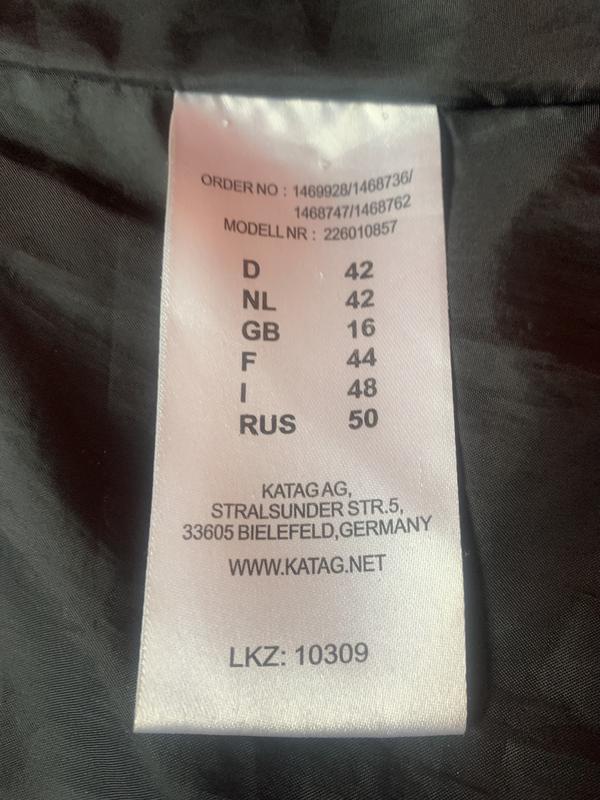 ORDER NO : 1469928/1468736/
1468747/1468762
MODELL NR : 226010857
D 42
NL 42
GB 16
F 44
I 48
RUS 50
KATAG AG,
STRALSUNDER STR.5,
33605 BIELEFELD,GERMANY
WWW.KATAG.NET
LKZ: 10309